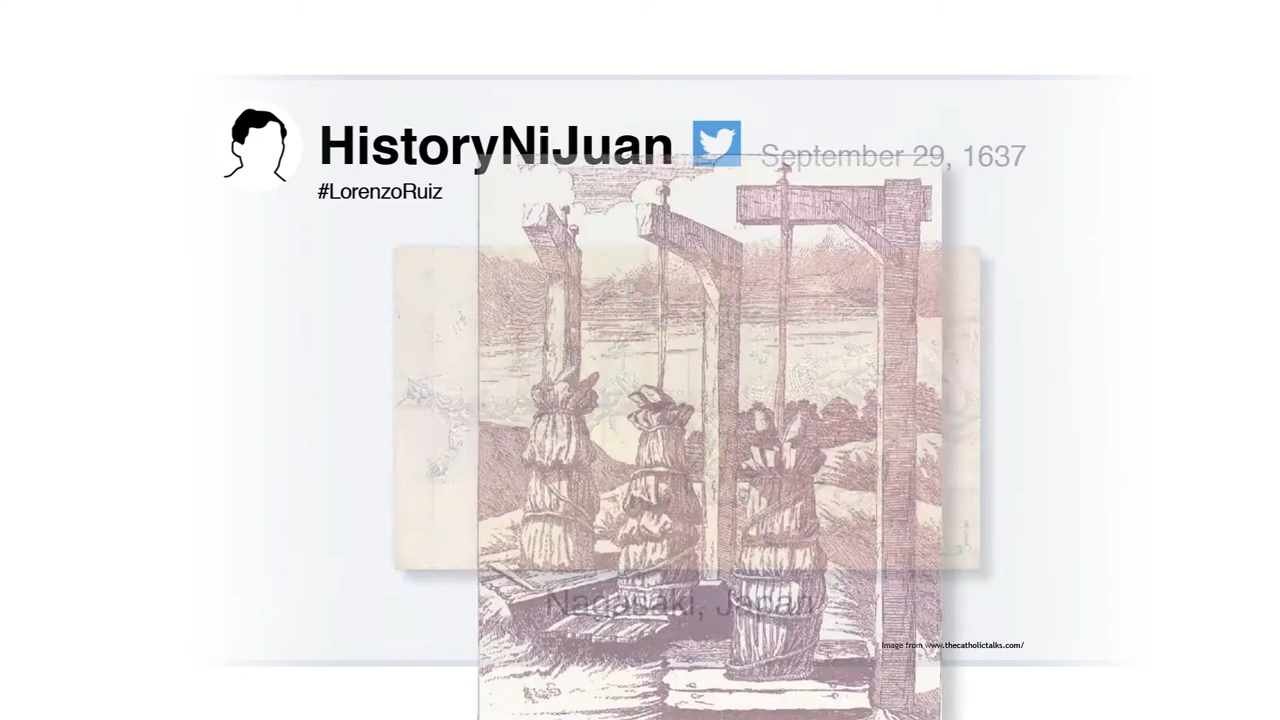 HistoryNiJuan September 29, 1637
#LorenzoRuiz
Nagasaki, Japan
Image from www.thecatholictalks.com/